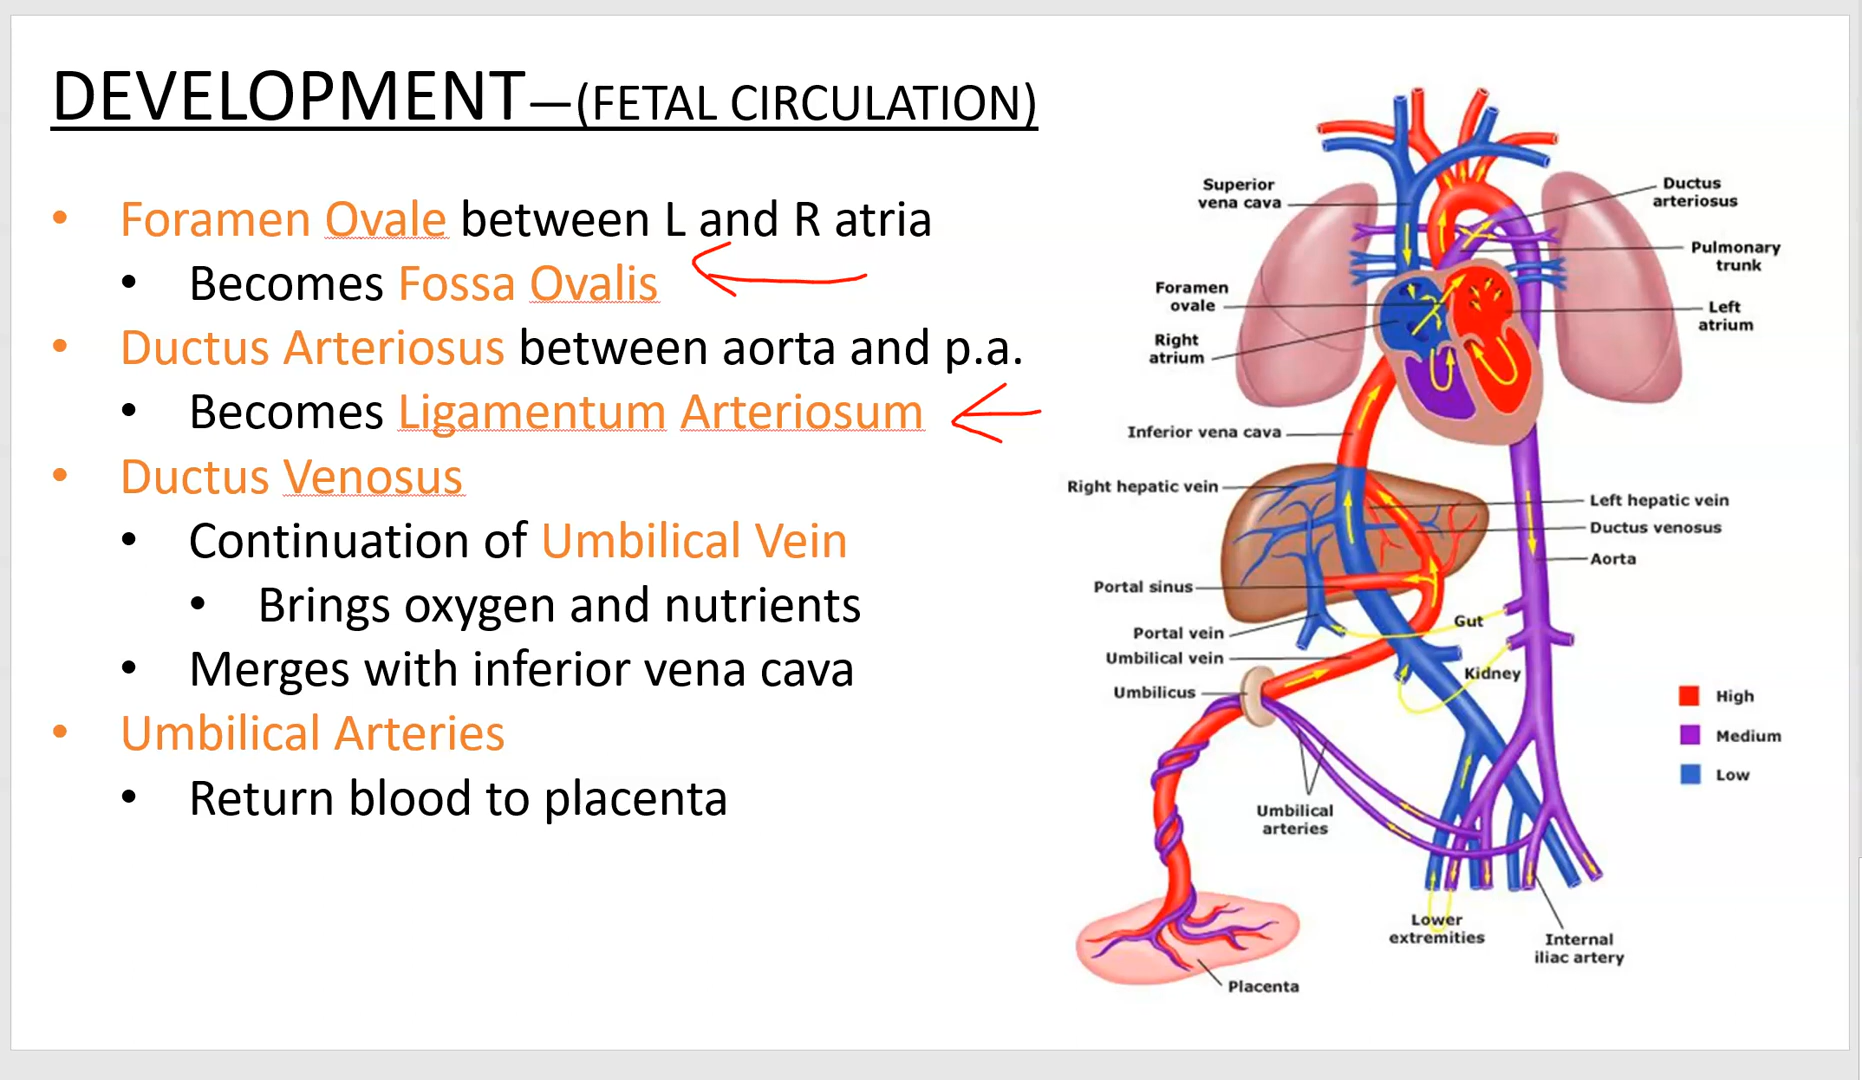 DEVELOPMENT—(FETAL CIRCULATION)
• Foramen Ovale between L and R atria
• Becomes Fossa Ovalis
• Ductus Arteriosus between aorta and p.a.
• Becomes Ligamentum Arteriosum
• Ductus Venosus
• Continuation of Umbilical Vein
• Brings oxygen and nutrients
• Merges with inferior vena cava
• Umbilical Arteries
• Return blood to placenta
Superior
vena cava
Ductus
arteriosus
Pulmonary
trunk
Foramen
ovale
Left
atrium
Right
atrium
Inferior vena cava
Right hepatic vein
Left hepatic vein
Ductus venosus
Aorta
Portal sinus
Gut
Portal vein
Umbilical vein
Kidney
Umbilicus
High
Medium
Low
Umbilical
arteries
Lower
extremities
Internal
iliac artery
Placenta